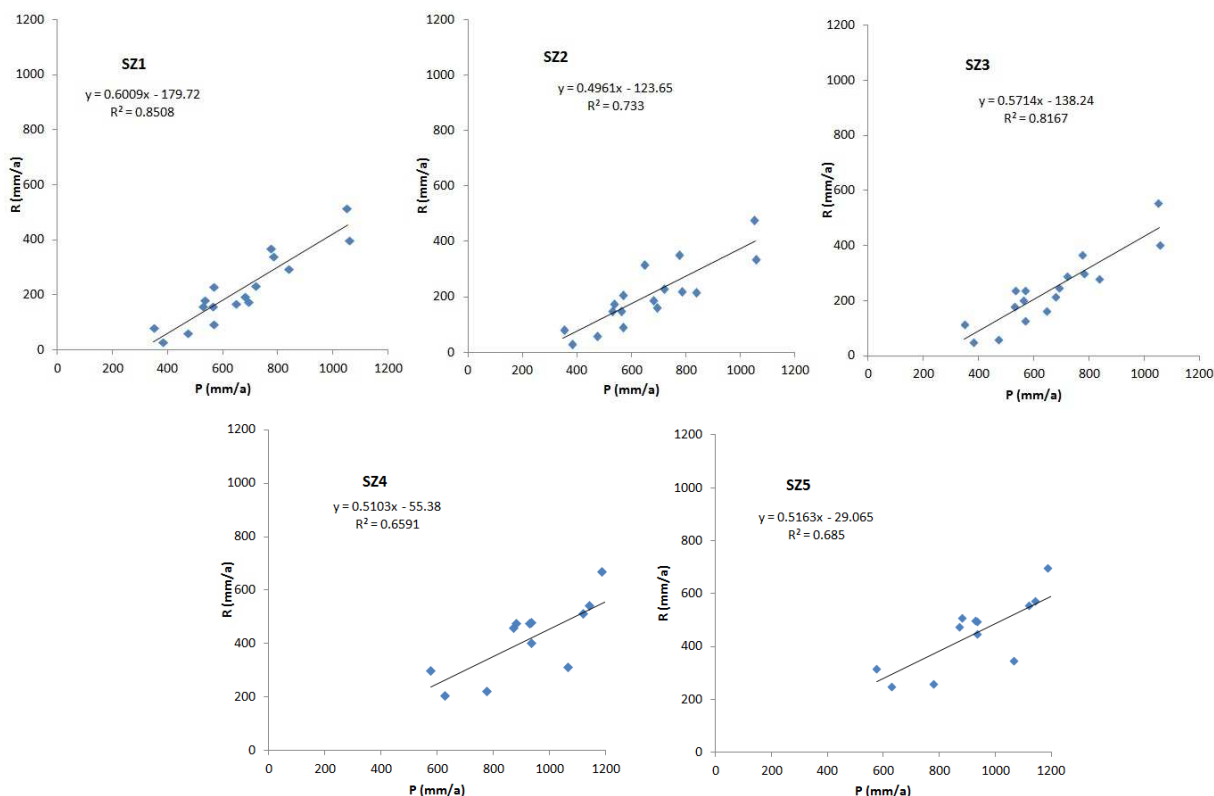 SZ1
y = 0.6009x - 179.72
R² = 0.8508
R (mm/a)
1200
1000
800
600
400
200
0
0 200 400 600 800 1000 1200
P (mm/a)
SZ2
y = 0.4961x - 123.65
R² = 0.733
R (mm/a)
1200
1000
800
600
400
200
0
0 200 400 600 800 1000 1200
P (mm/a)
SZ3
y = 0.5714x - 138.24
R² = 0.8167
R (mm/a)
1200
1000
800
600
400
200
0
0 200 400 600 800 1000 1200
P (mm/a)
SZ4
y = 0.5103x - 55.38
R² = 0.6591
R (mm/a)
1200
1000
800
600
400
200
0
0 200 400 600 800 1000 1200
P (mm/a)
SZ5
y = 0.5163x - 29.065
R² = 0.685
R (mm/a)
1200
1000
800
600
400
200
0
0 200 400 600 800 1000 1200
P (mm/a)